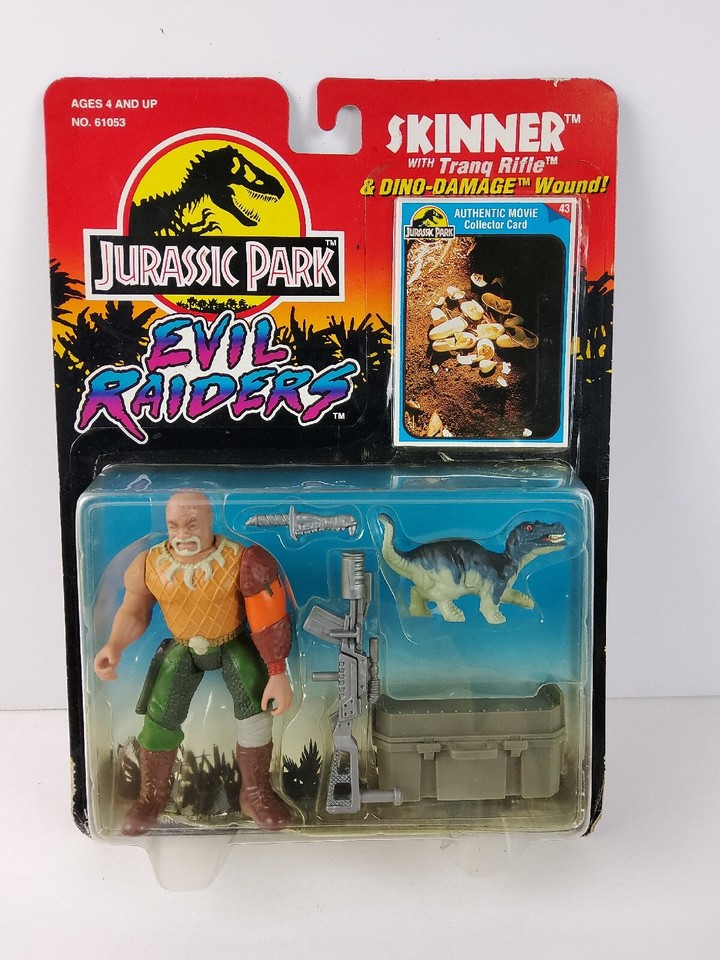 AGES 4 AND UP
NO. 61053
JURASSIC PARK™
EVIL
RAIDERS™
SKINNER™
WITH Tranq Rifle™
& DINO-DAMAGE™ Wound!
43
AUTHENTIC MOVIE
Collector Card
JURASSIC PARK